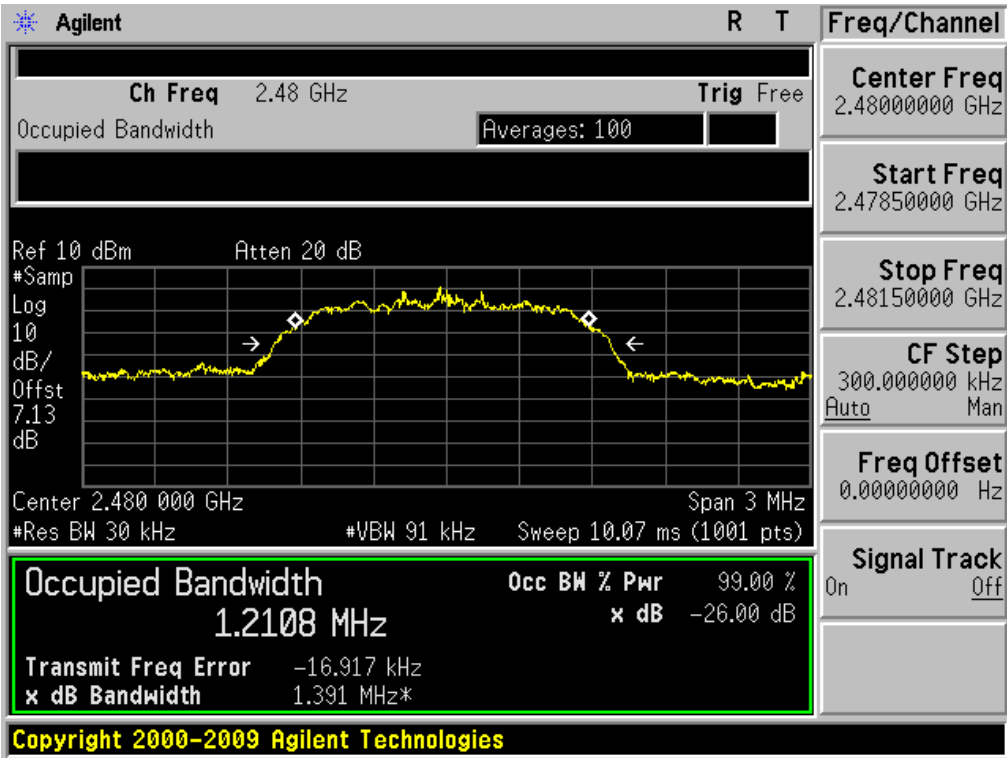 Agilent R T
Ch Freq 2.48 GHz Trig Free
Occupied Bandwidth Averages: 100
Ref 10 dBm Atten 20 dB
#Samp
Log
10
dB/
Offst
7.13
dB
Center 2.480 000 GHz Span 3 MHz
#Res BW 30 kHz #VBW 91 kHz Sweep 10.07 ms (1001 pts)
Occupied Bandwidth Occ BW % Pwr 99.00 %
1.2108 MHz x dB -26.00 dB
Transmit Freq Error -16.917 kHz
x dB Bandwidth 1.391 MHz*
Copyright 2000-2009 Agilent Technologies
Freq/Channel
Center Freq
2.48000000 GHz
Start Freq
2.47850000 GHz
Stop Freq
2.48150000 GHz
CF Step
300.000000 kHz
Auto Man
Freq Offset
0.00000000 Hz
Signal Track
On Off